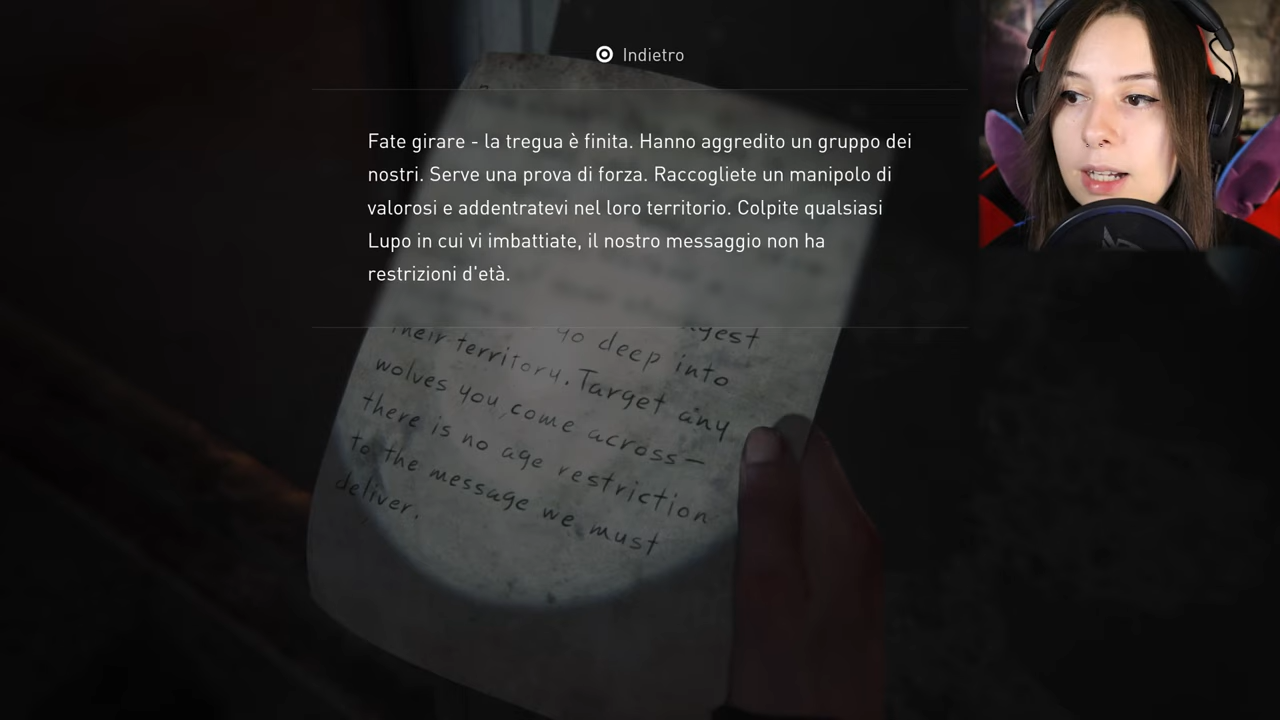 Indietro
Fate girare - la tregua è finita. Hanno aggredito un gruppo dei
nostri. Serve una prova di forza. Raccogliete un manipolo di
valorosi e addentratevi nel loro territorio. Colpite qualsiasi
Lupo in cui vi imbattiate, il nostro messaggio non ha
restrizioni d'età.
go deep into
their territory. Target any
wolves you come across—
there is no age restriction
to the message we must
deliver.